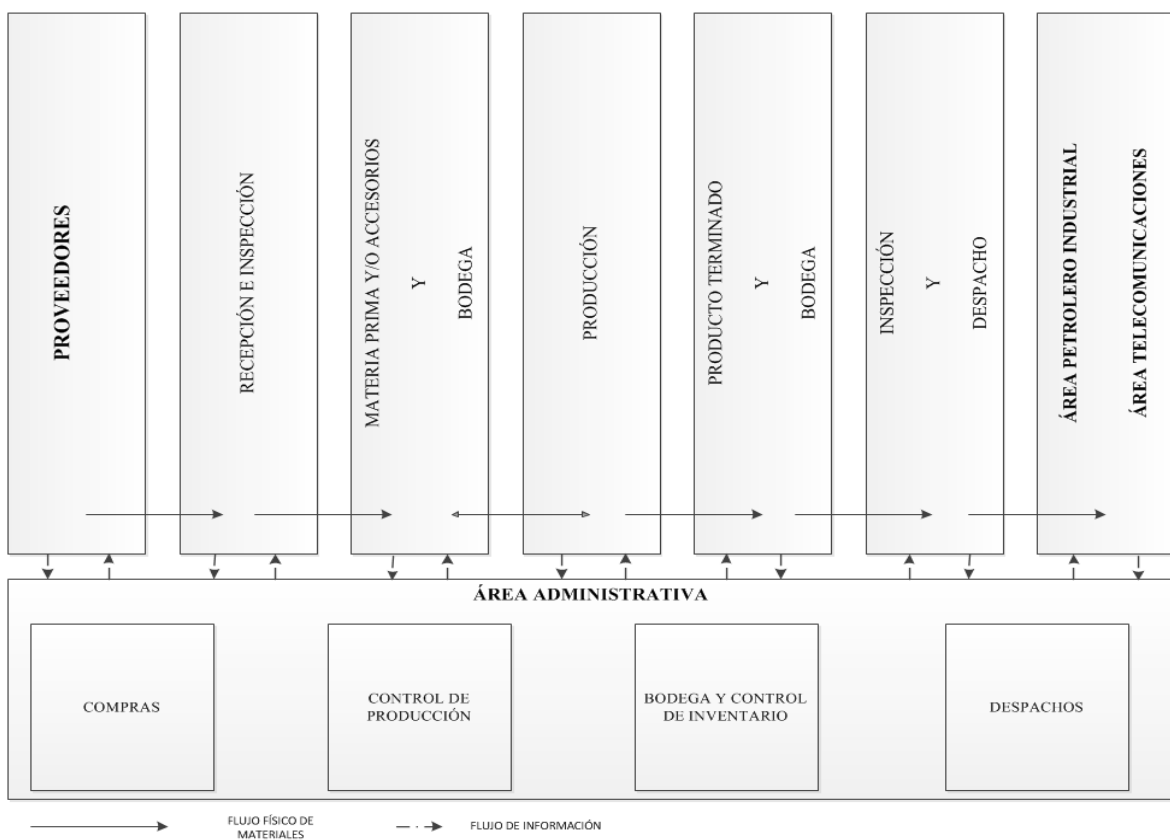 PROVEEDORES
RECEPCIÓN E INSPECCIÓN
MATERIA PRIMA Y/O ACCESORIOS
Y
BODEGA
PRODUCCIÓN
PRODUCTO TERMINADO
Y
BODEGA
INSPECCIÓN
Y
DESPACHO
ÁREA PETROLERO INDUSTRIAL
ÁREA TELECOMUNICACIONES
ÁREA ADMINISTRATIVA
COMPRAS
CONTROL DE
PRODUCCIÓN
BODEGA Y CONTROL
DE INVENTARIO
DESPACHOS
FLUJO FÍSICO DE
MATERIALES
FLUJO DE INFORMACIÓN